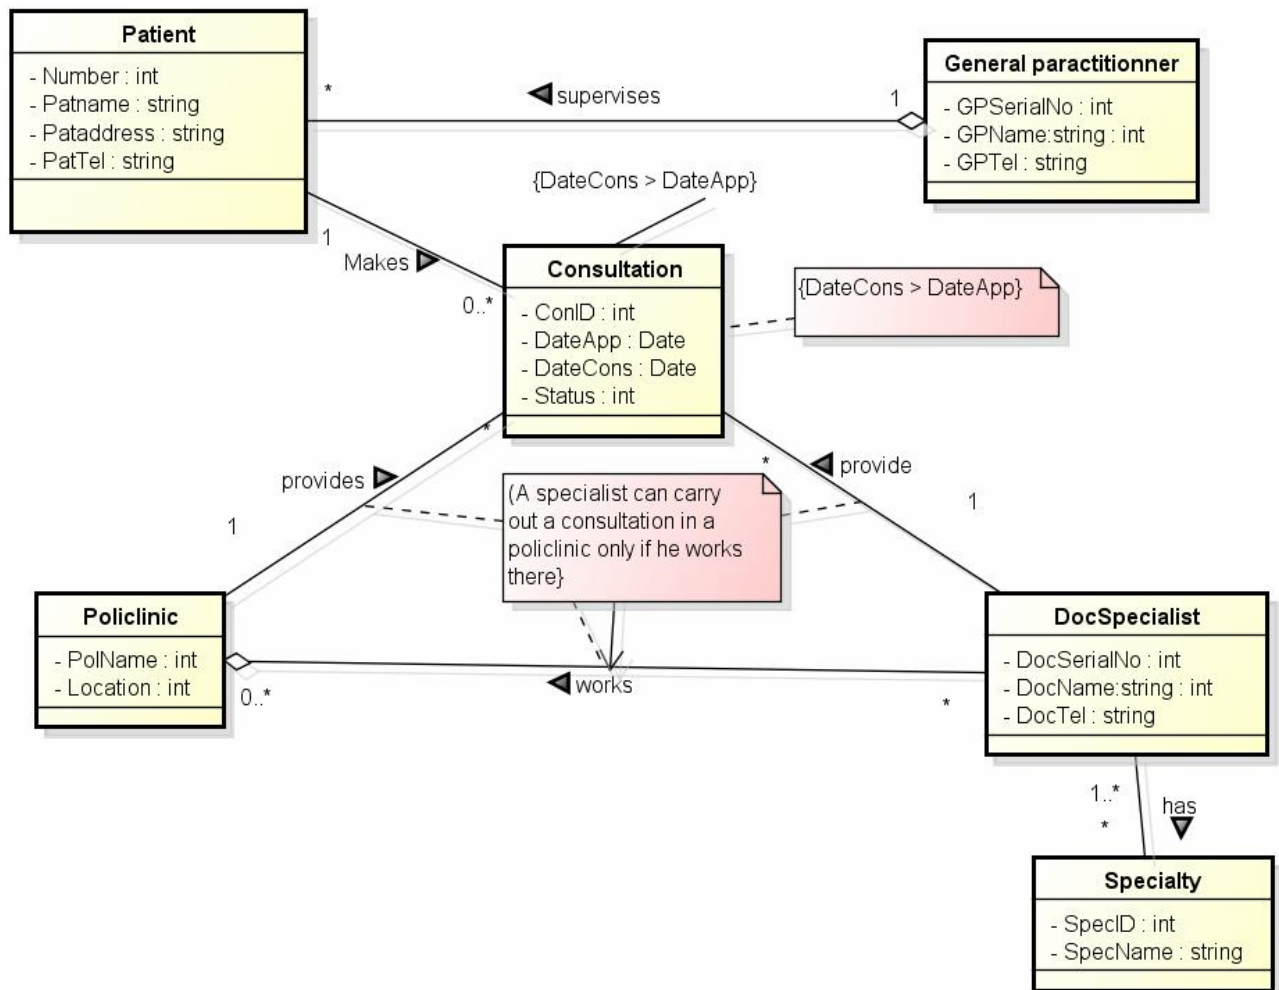 Patient
- Number : int
- Patname : string
- Pataddress : string
- PatTel : string
General paractitionner
- GPSerialNo : int
- GPName:string : int
- GPTel : string
*
supervises
1
{DateCons > DateApp}
1
Makes
0..*
Consultation
- ConID : int
- DateApp : Date
- DateCons : Date
- Status : int
{DateCons > DateApp}
*
provides
1
*
provide
1
(A specialist can carry
out a consultation in a
policlinic only if he works
there}
Policlinic
- PolName : int
- Location : int
0..*
works
*
DocSpecialist
- DocSerialNo : int
- DocName:string : int
- DocTel : string
1..*
has
*
Specialty
- SpecID : int
- SpecName : string